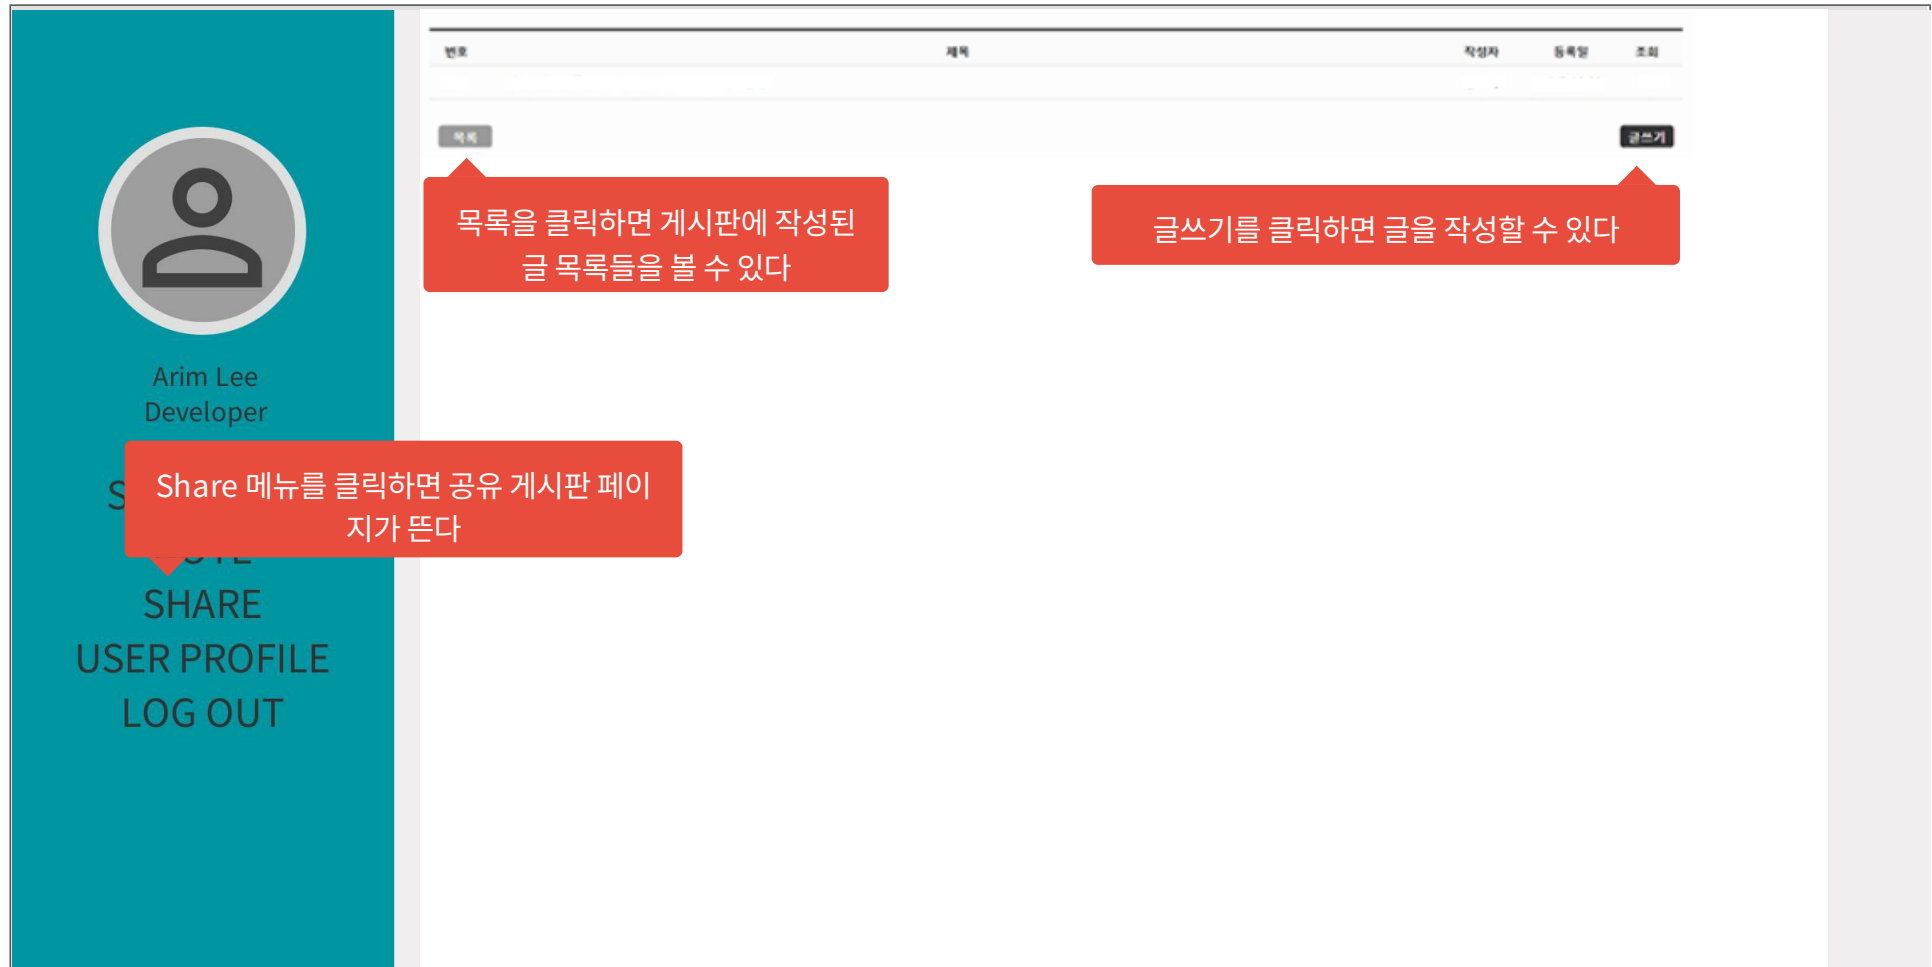 번호 제목 작성자 등록일 조회
목록 글쓰기
목록을 클릭하면 게시판에 작성된
글 목록들을 볼 수 있다
글쓰기를 클릭하면 글을 작성할 수 있다
Arim Lee
Developer
Share 메뉴를 클릭하면 공유 게시판 페이
지가 뜬다
SHARE
USER PROFILE
LOG OUT